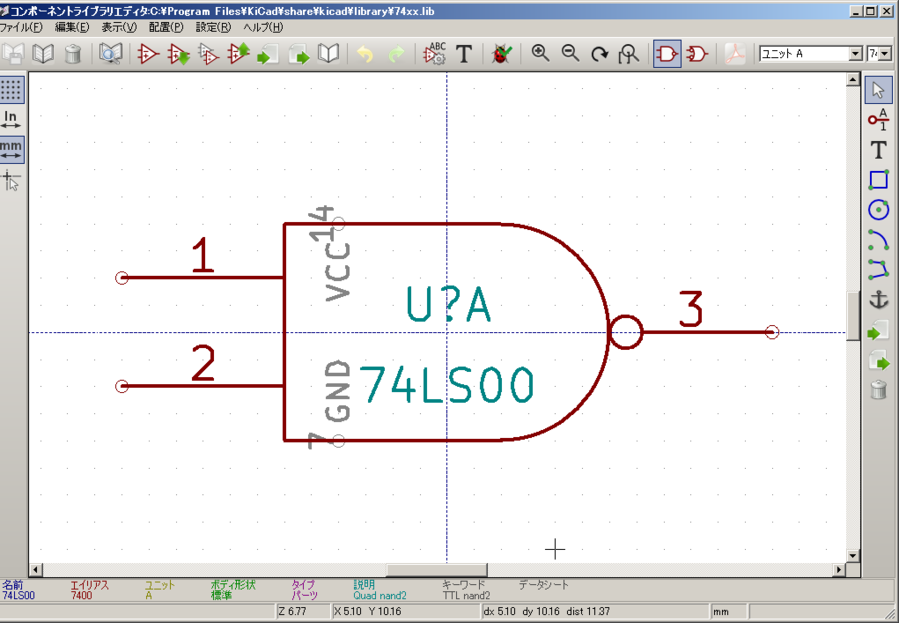 コンポーネントライブラリエディタ:C:¥Program Files¥KiCad¥share¥kicad¥library¥74xx.lib
ファイル(F) 編集(E) 表示(V) 配置(P) 設定(R) ヘルプ(H)
ABC T ユニット A 74
In
mm
A
1
T
14
VCC
1
U?A
3
2
GND
74LS00
7
名前 エイリアス ユニット ボディ形状 タイプ 説明 キーワード データシート
74LS00 7400 A 標準 パーツ Quad nand2 TTL nand2
Z 6.77 X 5.10 Y 10.16 dx 5.10 dy 10.16 dist 11.37 mm